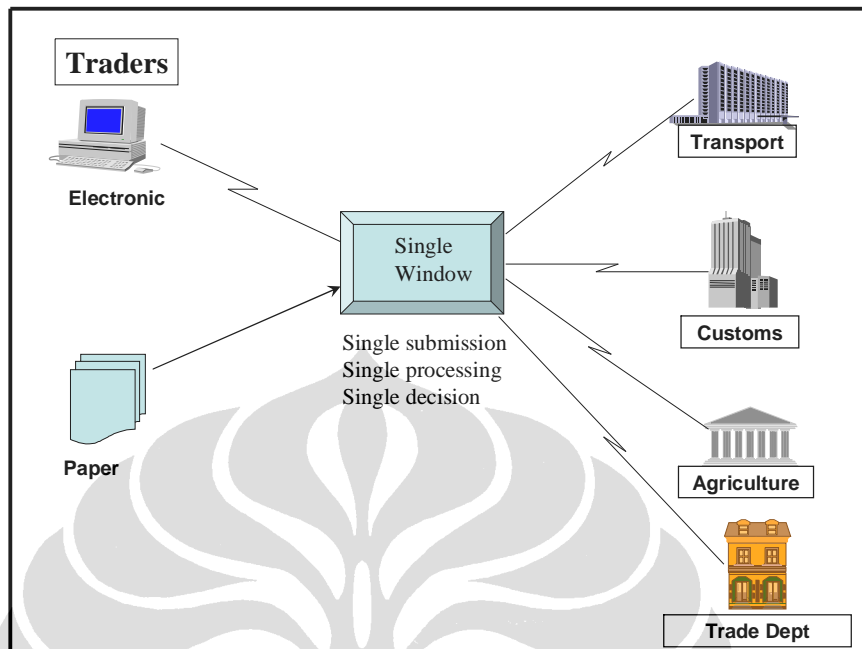 Traders
Electronic
Paper
Single
Window
Single submission
Single processing
Single decision
Transport
Customs
Agriculture
Trade Dept